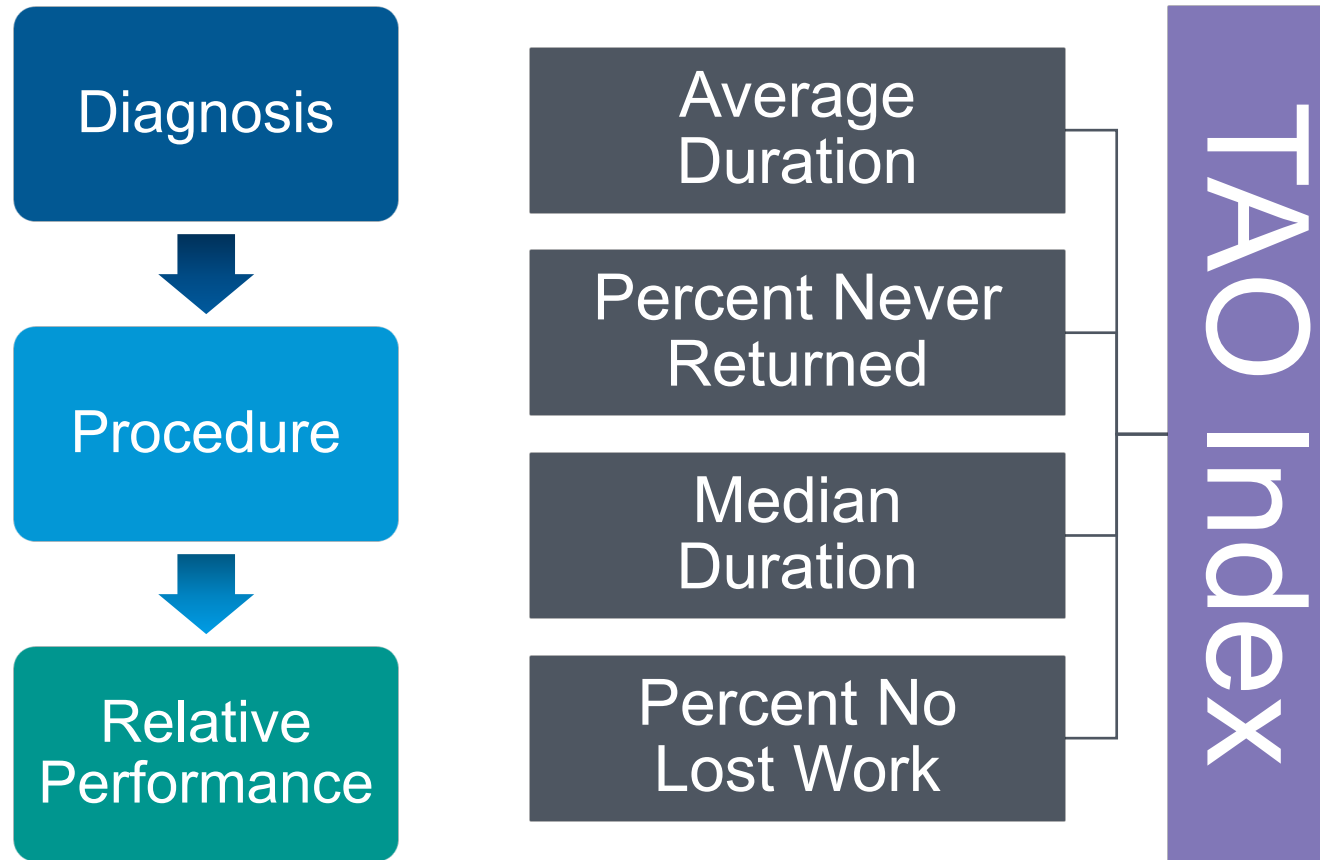 Diagnosis
Procedure
Relative
Performance
Average
Duration
Percent Never
Returned
Median
Duration
Percent No
Lost Work
TAO Index